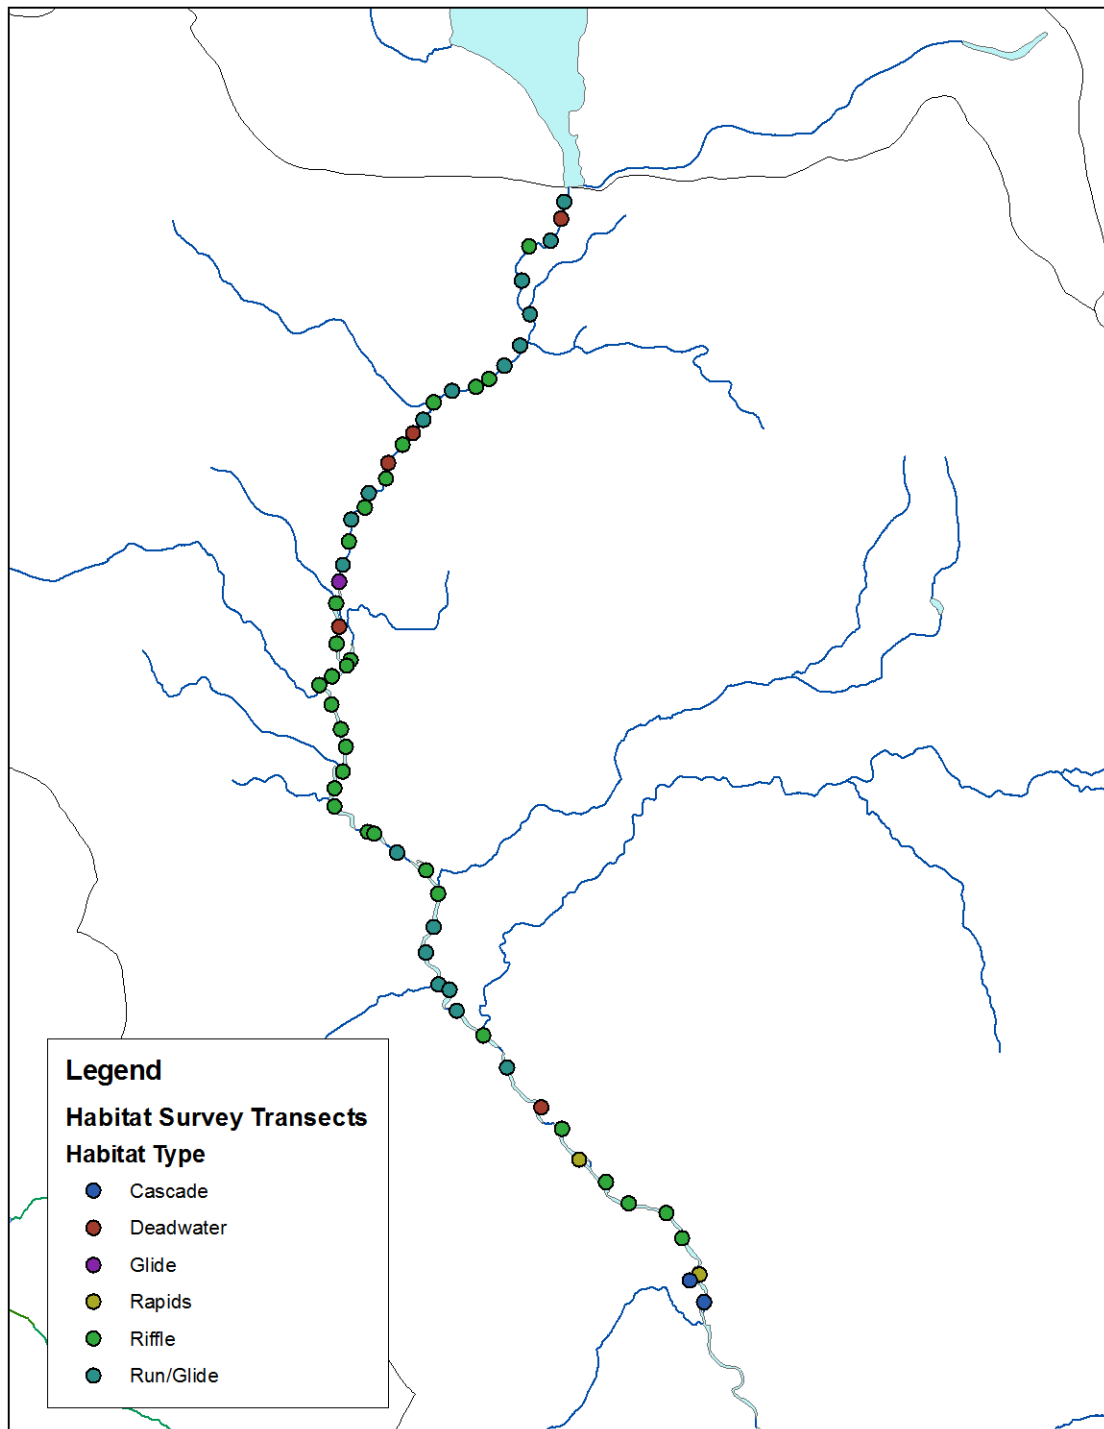 Legend
Habitat Survey Transects
Habitat Type
Cascade
Deadwater
Glide
Rapids
Riffle
Run/Glide